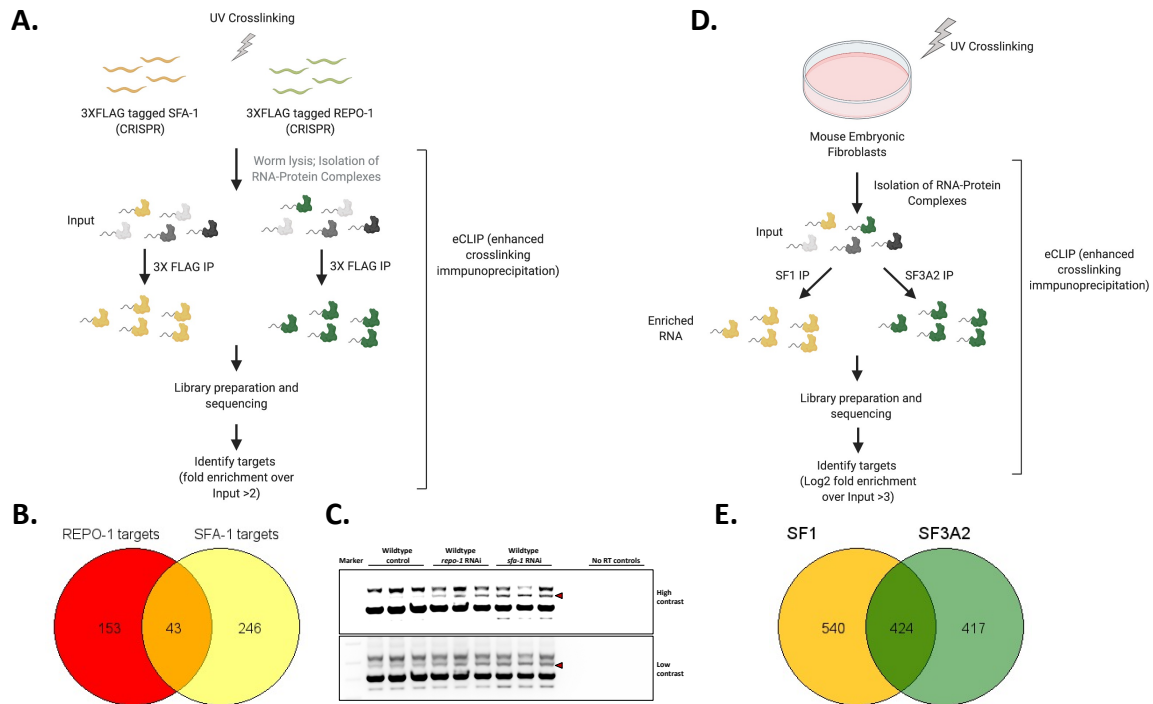 A.
UV Crosslinking
3XFLAG tagged SFA-1
(CRISPR)
3XFLAG tagged REPO-1
(CRISPR)
Worm lysis; Isolation of
RNA-Protein Complexes
Input
3X FLAG IP
3X FLAG IP
eCLIP (enhanced
crosslinking
immpunoprecipitation)
Library preparation and
sequencing
Identify targets
(fold enrichment over
Input >2)
D.
UV Crosslinking
Mouse Embryonic
Fibroblasts
Isolation of RNA-Protein
Complexes
Input
SF1 IP
SF3A2 IP
eCLIP (enhanced
crosslinking
immpunoprecipitation)
Enriched
RNA
Library preparation and
sequencing
Identify targets
(Log2 fold enrichment
over Input >3)
B.
REPO-1 targets
SFA-1 targets
153
43
246
C.
Marker
Wildtype
control
Wildtype
repo-1 RNAi
Wildtype
sfa-1 RNAi
No RT controls
High
contrast
Low
contrast
E.
SF1
SF3A2
540
424
417